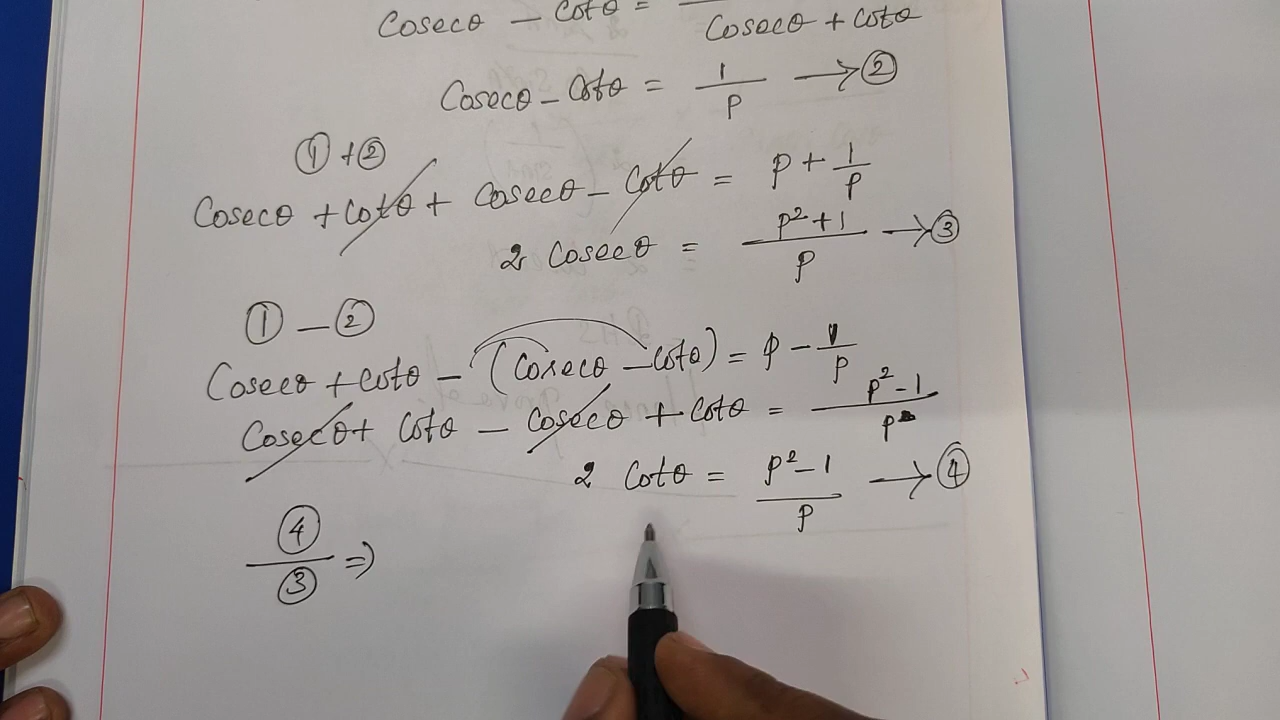 Cosecθ - Cotθ =
Cosecθ + Cotθ
Cosecθ - Cotθ = 1/P → ②
① + ②
Cosecθ + Cotθ + Cosecθ - Cotθ = P + 1/P
2 Cosecθ = P²+1/P → ③
① - ②
Cosecθ + Cotθ - (Cosecθ - Cotθ) = P - 1/P
Cosecθ + Cotθ - Cosecθ + Cotθ = P²-1/P
2 Cotθ = P²-1/P → ④
④/③ ⇒